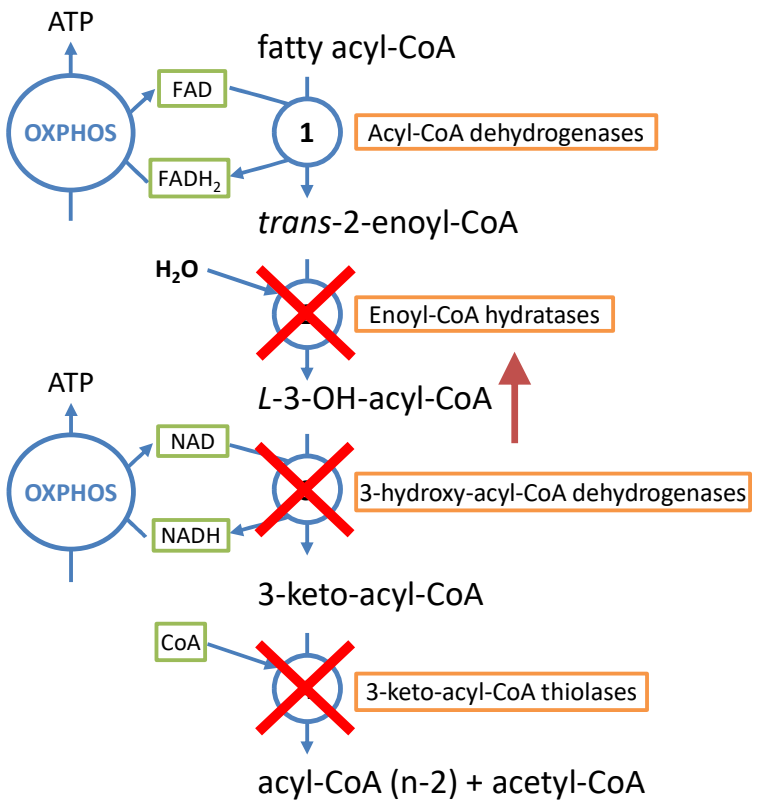 ATP
fatty acyl-CoA
FAD
OXPHOS
1
Acyl-CoA dehydrogenases
FADH₂
trans-2-enoyl-CoA
H₂O
Enoyl-CoA hydratases
ATP
L-3-OH-acyl-CoA
NAD
OXPHOS
3-hydroxy-acyl-CoA dehydrogenases
NADH
3-keto-acyl-CoA
CoA
3-keto-acyl-CoA thiolases
acyl-CoA (n-2) + acetyl-CoA